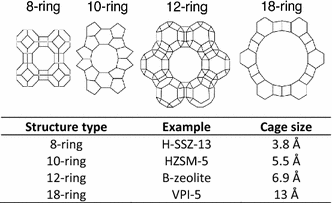 8-ring 10-ring 12-ring 18-ring
Structure type Example Cage size
8-ring H-SSZ-13 3.8 Å
10-ring HZSM-5 5.5 Å
12-ring B-zeolite 6.9 Å
18-ring VPI-5 13 Å